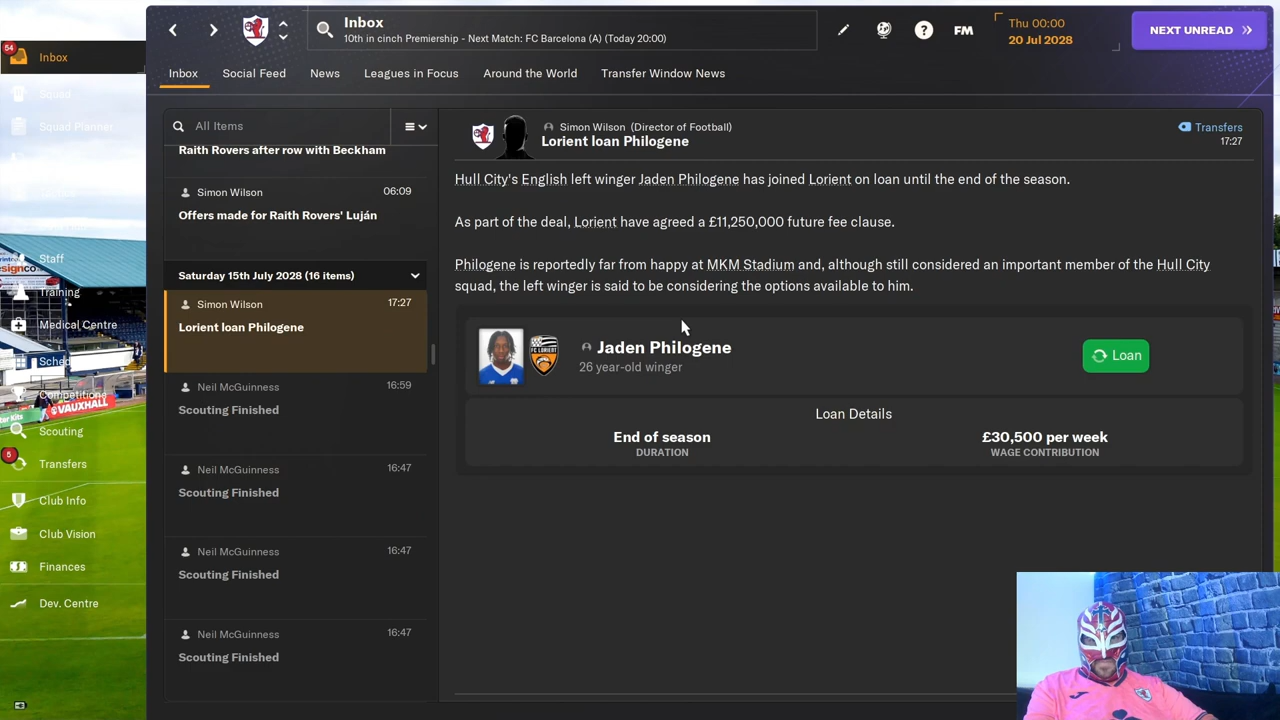 Inbox
10th in cinch Premiership - Next Match: FC Barcelona (A) (Today 20:00)
?
FM
Thu 00:00
20 Jul 2028
NEXT UNREAD
54
Inbox
Inbox
Social Feed
News
Leagues in Focus
Around the World
Transfer Window News
Squad
Squad Planner
Staff
Training
Medical Centre
Sched
Competitions
VAUXHALL
Scouting
5
Transfers
Club Info
Club Vision
Finances
Dev. Centre
All Items
Raith Rovers after row with Beckham
Simon Wilson 06:09
Offers made for Raith Rovers' Luján
Saturday 15th July 2028 (16 items)
Simon Wilson 17:27
Lorient loan Philogene
Neil McGuinness 16:59
Scouting Finished
Neil McGuinness 16:47
Scouting Finished
Neil McGuinness 16:47
Scouting Finished
Neil McGuinness 16:47
Scouting Finished
Simon Wilson (Director of Football)
Lorient loan Philogene
Transfers
17:27
Hull City's English left winger Jaden Philogene has joined Lorient on loan until the end of the season.
As part of the deal, Lorient have agreed a £11,250,000 future fee clause.
Philogene is reportedly far from happy at MKM Stadium and, although still considered an important member of the Hull City
squad, the left winger is said to be considering the options available to him.
Jaden Philogene
26 year-old winger
Loan
Loan Details
End of season
DURATION
£30,500 per week
WAGE CONTRIBUTION